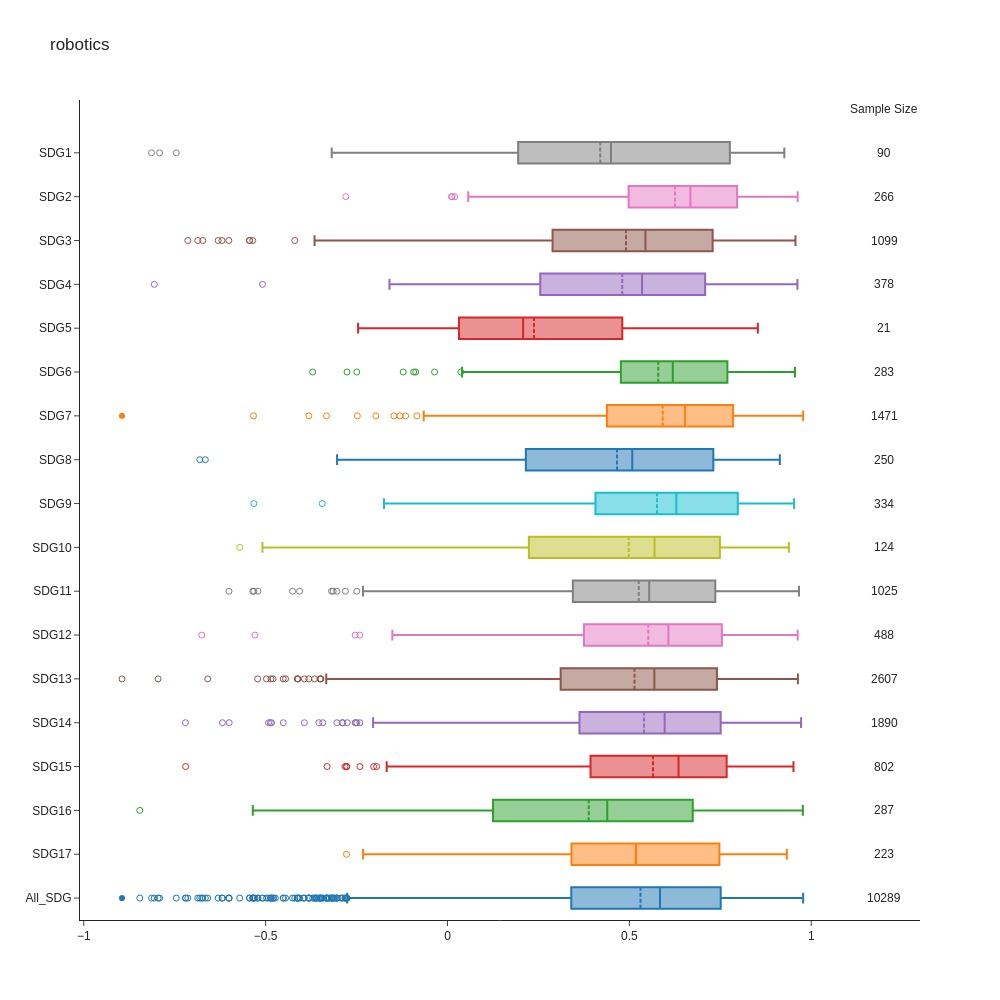 robotics
Sample Size
SDG1 90
SDG2 266
SDG3 1099
SDG4 378
SDG5 21
SDG6 283
SDG7 1471
SDG8 250
SDG9 334
SDG10 124
SDG11 1025
SDG12 488
SDG13 2607
SDG14 1890
SDG15 802
SDG16 287
SDG17 223
All_SDG 10289
−1 −0.5 0 0.5 1